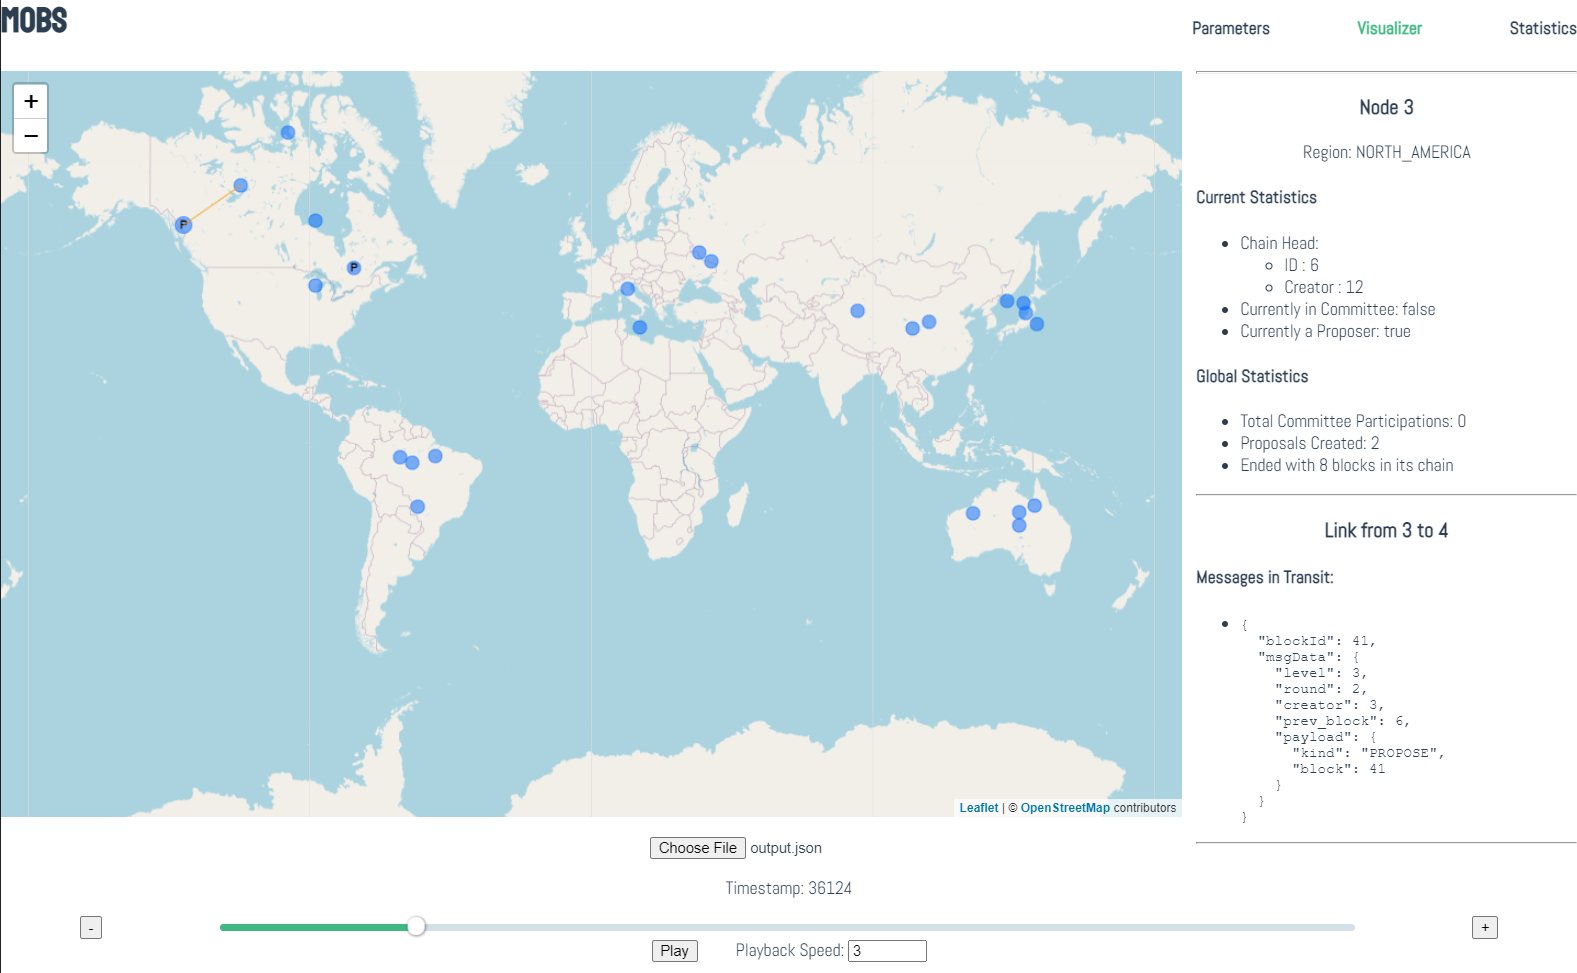 MOBS
Parameters
Visualizer
Statistics
+
−
P
P
Leaflet | © OpenStreetMap contributors
Node 3
Region: NORTH_AMERICA
Current Statistics
Chain Head:
ID : 6
Creator : 12
Currently in Committee: false
Currently a Proposer: true
Global Statistics
Total Committee Participations: 0
Proposals Created: 2
Ended with 8 blocks in its chain
Link from 3 to 4
Messages in Transit:
{
"blockId": 41,
"msgData": {
"level": 3,
"round": 2,
"creator": 3,
"prev_block": 6,
"payload": {
"kind": "PROPOSE",
"block": 41
}
}
}
Choose File output.json
Timestamp: 36124
-
+
Play
Playback Speed: 3